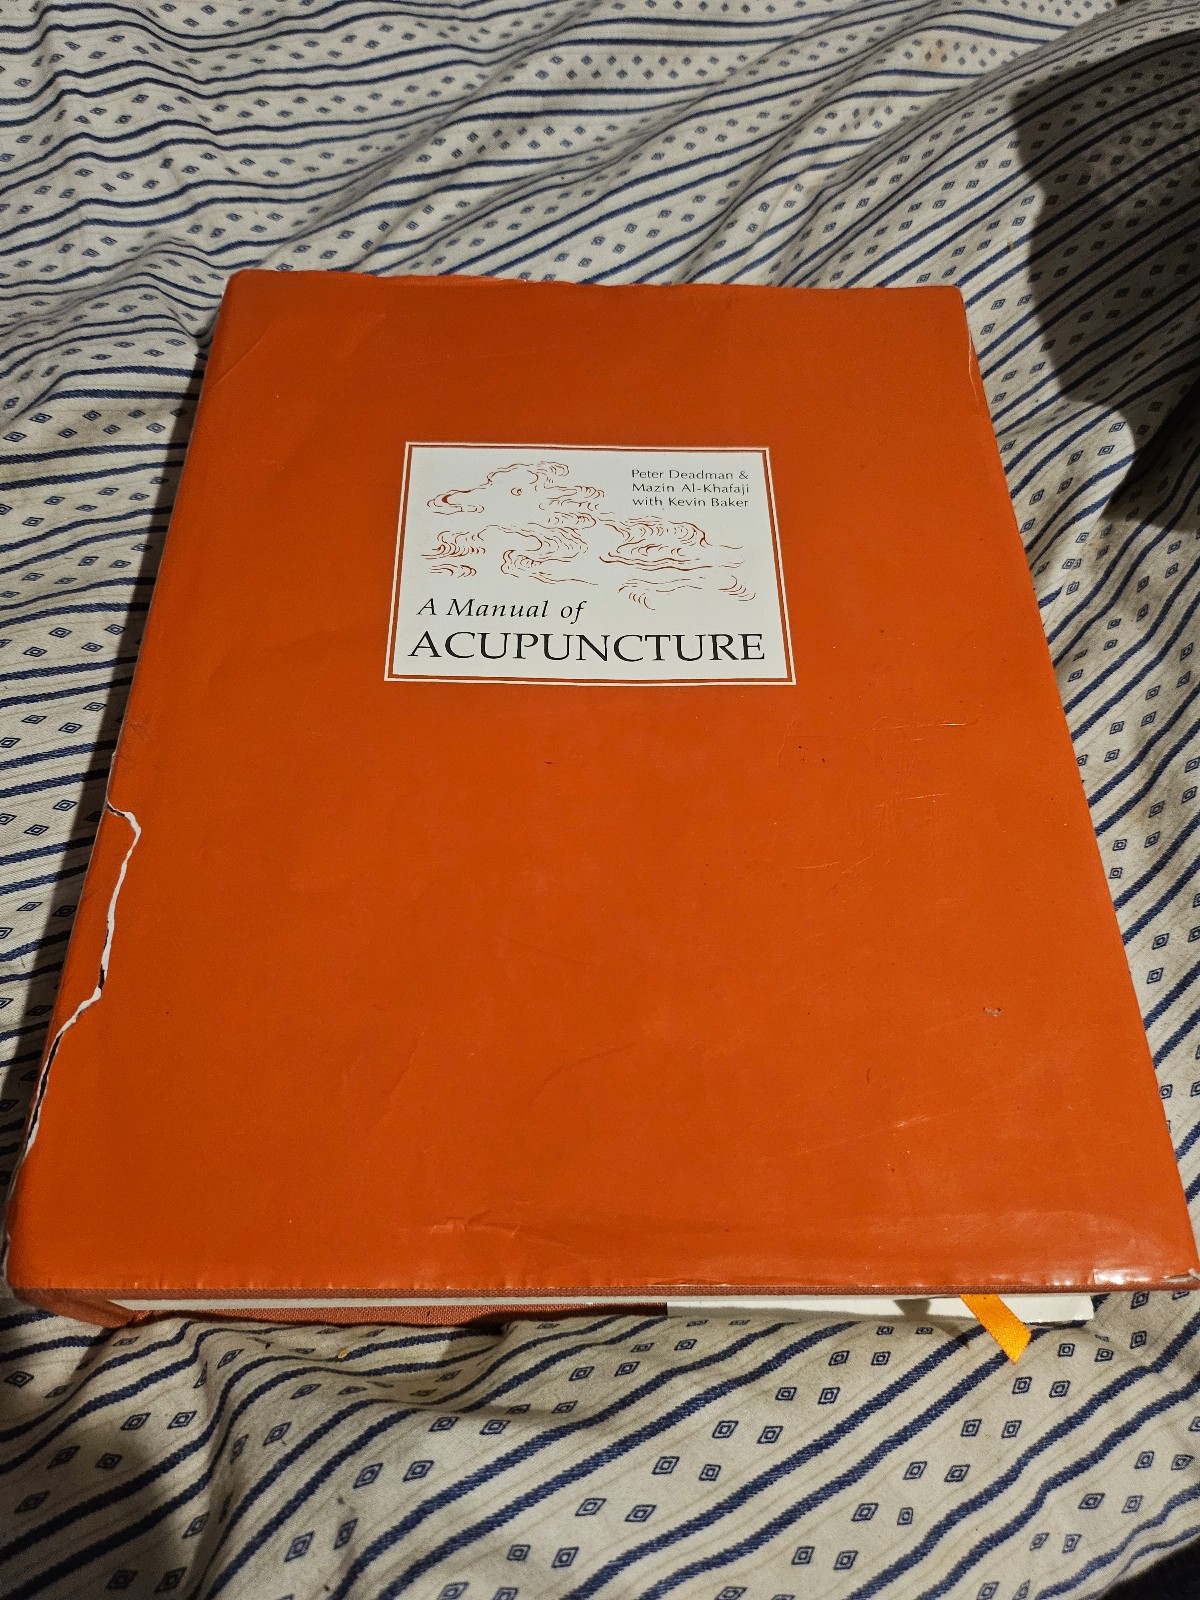 Peter Deadman &
Mazin Al-Khafaji
with Kevin Baker
A Manual of
ACUPUNCTURE